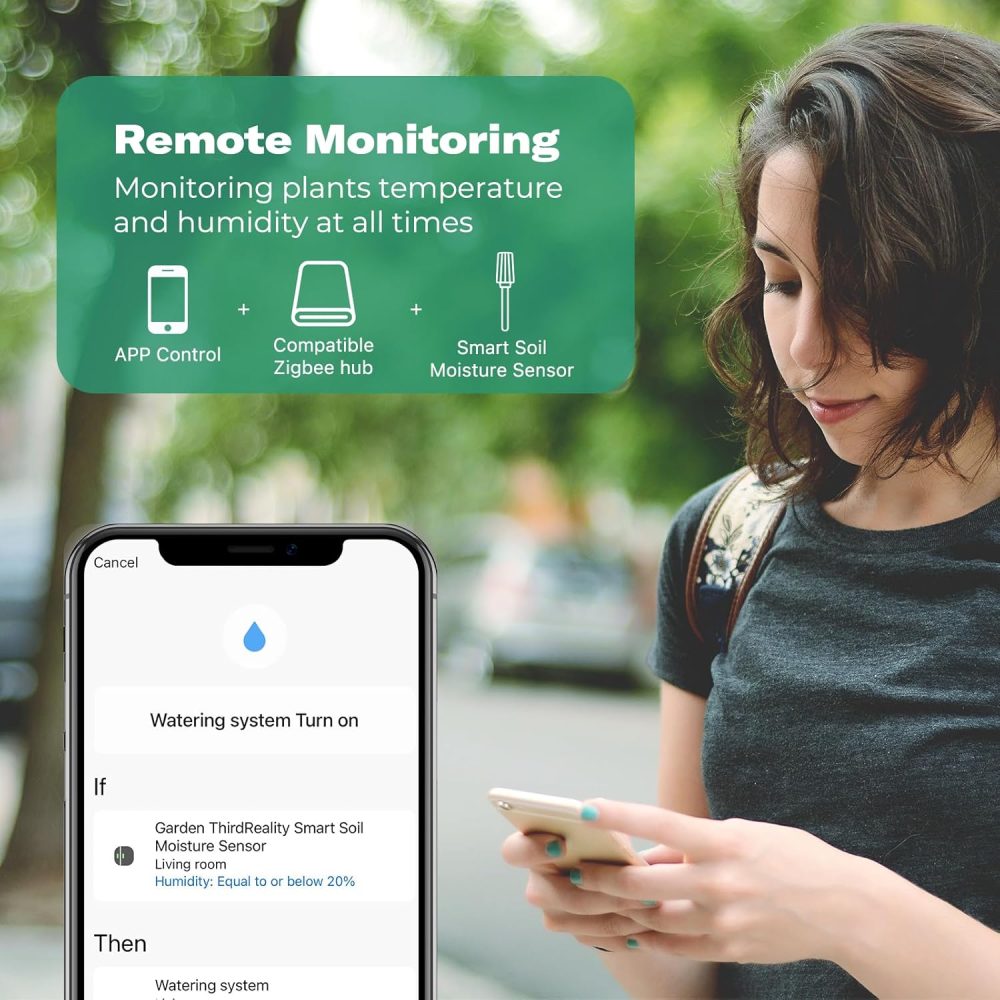 Remote Monitoring
Monitoring plants temperature
and humidity at all times
+
+
APP Control
Compatible
Zigbee hub
Smart Soil
Moisture Sensor
Cancel
Watering system Turn on
If
Garden ThirdReality Smart Soil
Moisture Sensor
Living room
Humidity: Equal to or below 20%
Then
Watering system